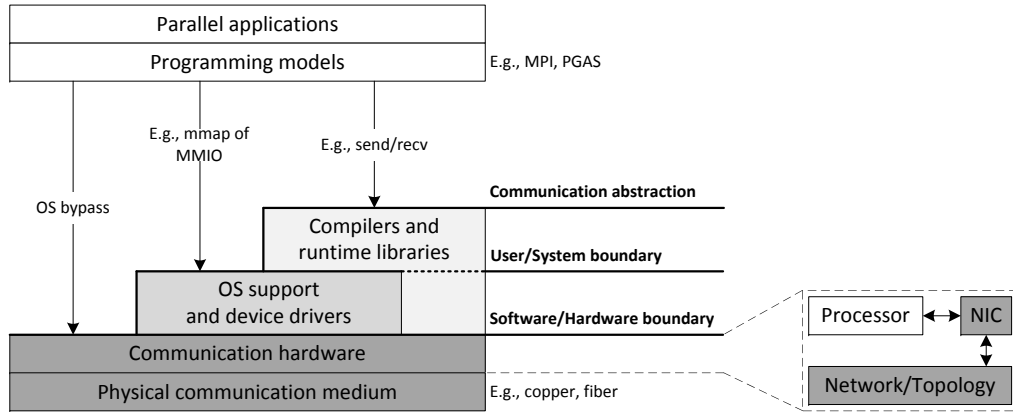 Parallel applications
Programming models
E.g., MPI, PGAS
E.g., mmap of
MMIO
E.g., send/recv
OS bypass
Communication abstraction
Compilers and
runtime libraries
User/System boundary
OS support
and device drivers
Software/Hardware boundary
Processor
NIC
Communication hardware
Physical communication medium
E.g., copper, fiber
Network/Topology